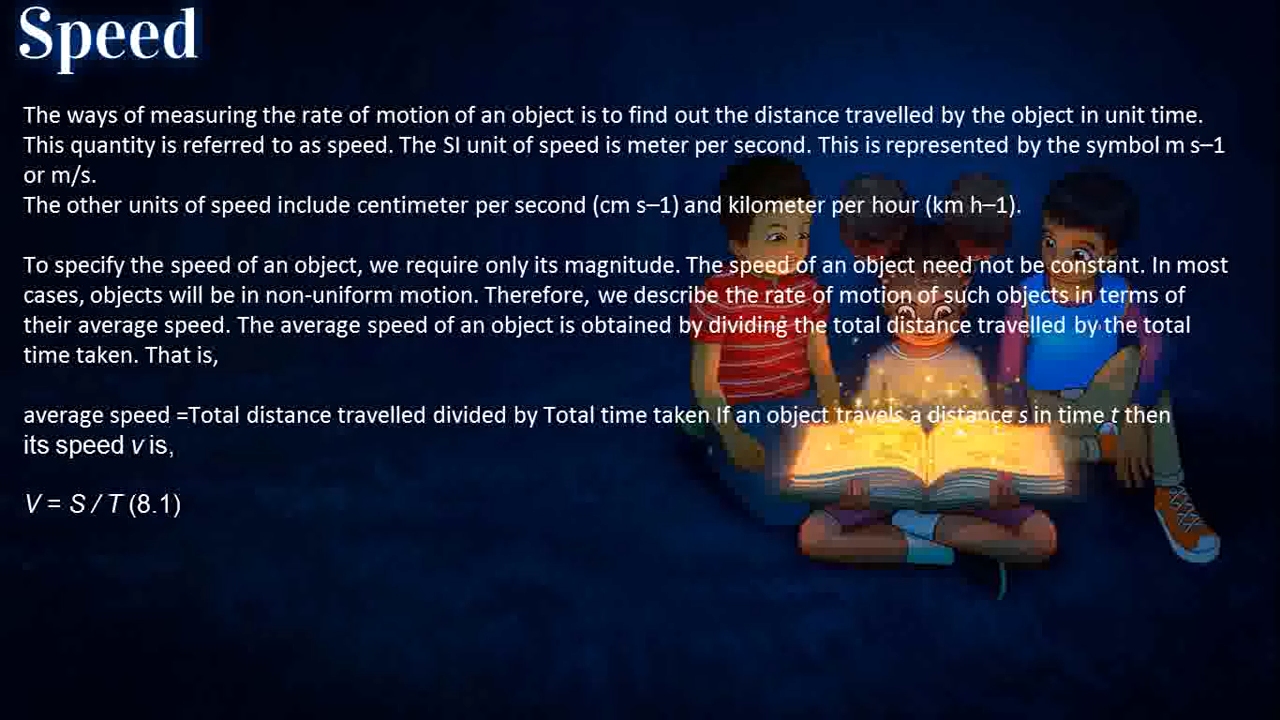 Speed
The ways of measuring the rate of motion of an object is to find out the distance travelled by the object in unit time.
This quantity is referred to as speed. The SI unit of speed is meter per second. This is represented by the symbol m s–1
or m/s.
The other units of speed include centimeter per second (cm s–1) and kilometer per hour (km h–1).
To specify the speed of an object, we require only its magnitude. The speed of an object need not be constant. In most
cases, objects will be in non-uniform motion. Therefore, we describe the rate of motion of such objects in terms of
their average speed. The average speed of an object is obtained by dividing the total distance travelled by the total
time taken. That is,
average speed =Total distance travelled divided by Total time taken If an object travels a distance s in time t then
its speed v is,
V = S / T (8.1)